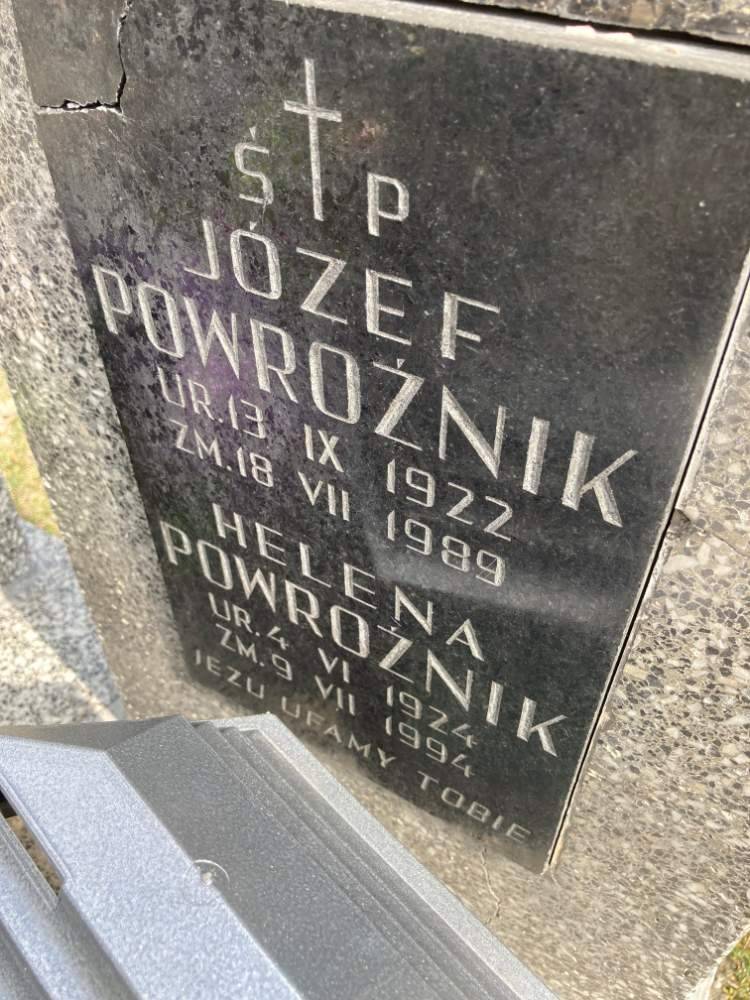 Ś P
JÓZEF
POWROŹNIK
UR. 13 IX 1922
ZM. 18 VII 1989
HELENA
POWROŹNIK
UR. 4 VI 1924
ZM. 9 VII 1994
JEZU UFAMY TOBIE